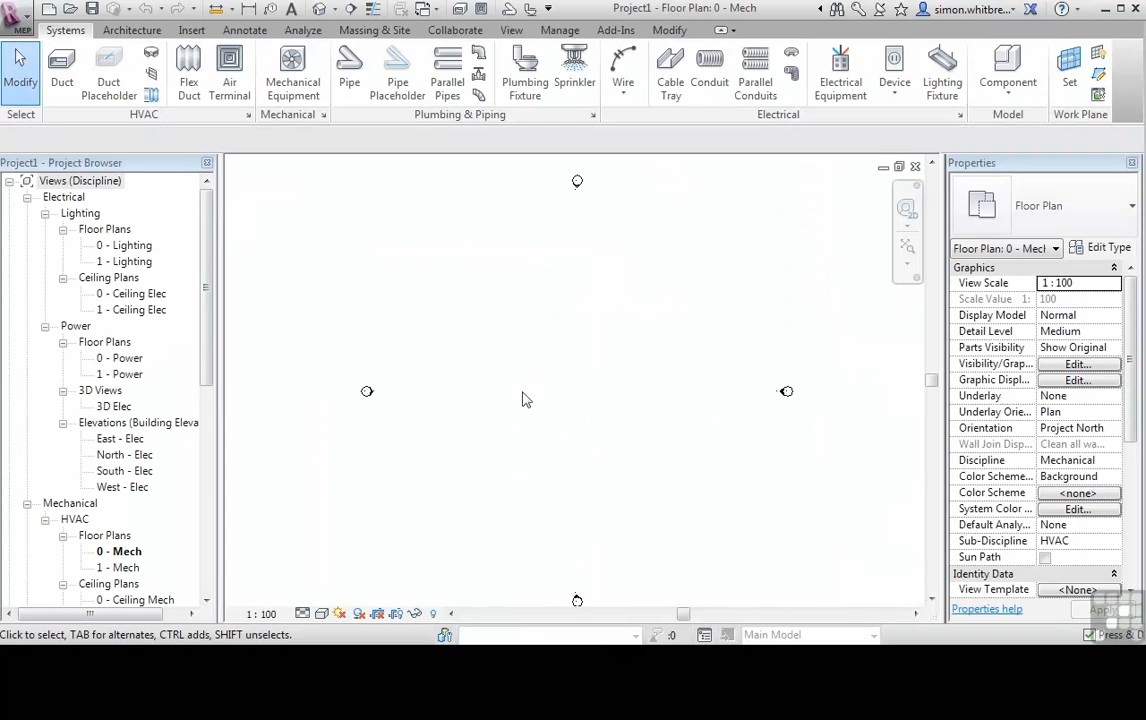 Project1 - Floor Plan: 0 - Mech
simon.whitbre...
MEP
Systems Architecture Insert Annotate Analyze Massing & Site Collaborate View Manage Add-Ins Modify
Modify
Duct
Duct Placeholder
Flex Duct
Air Terminal
Mechanical Equipment
Pipe
Pipe Placeholder
Parallel Pipes
Plumbing Fixture
Sprinkler
Wire
Cable Tray
Conduit
Parallel Conduits
Electrical Equipment
Device
Lighting Fixture
Component
Set
Select
HVAC
Mechanical
Plumbing & Piping
Electrical
Model
Work Plane
Project1 - Project Browser
Views (Discipline)
Electrical
Lighting
Floor Plans
0 - Lighting
1 - Lighting
Ceiling Plans
0 - Ceiling Elec
1 - Ceiling Elec
Power
Floor Plans
0 - Power
1 - Power
3D Views
3D Elec
Elevations (Building Eleva
East - Elec
North - Elec
South - Elec
West - Elec
Mechanical
HVAC
Floor Plans
0 - Mech
1 - Mech
Ceiling Plans
0 - Ceiling Mech
2D
Properties
Floor Plan
Floor Plan: 0 - Mecl
Edit Type
Graphics
View Scale 1 : 100
Scale Value 1: 100
Display Model Normal
Detail Level Medium
Parts Visibility Show Original
Visibility/Grap... Edit...
Graphic Displ... Edit...
Underlay None
Underlay Orie... Plan
Orientation Project North
Wall Join Disp... Clean all wa...
Discipline Mechanical
Color Scheme... Background
Color Scheme <none>
System Color ... Edit...
Default Analy... None
Sub-Discipline HVAC
Sun Path
Identity Data
View Template <None>
Properties help
Apply
1 : 100
Click to select, TAB for alternates, CTRL adds, SHIFT unselects.
:0
Main Model
Press & D